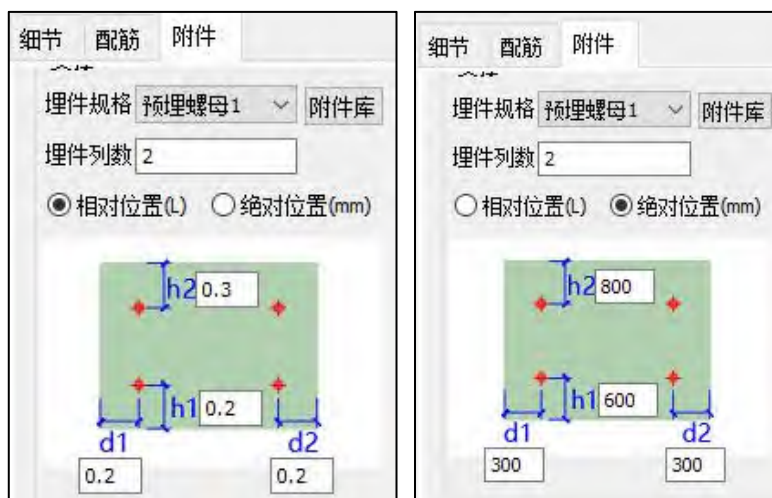 细节 配筋 附件
埋件规格 预埋螺母1 附件库
埋件列数 2
相对位置(L) 绝对位置(mm)
h2 0.3
h1 0.2
d1 d2
0.2 0.2
细节 配筋 附件
埋件规格 预埋螺母1 附件库
埋件列数 2
相对位置(L) 绝对位置(mm)
h2 800
h1 600
d1 d2
300 300